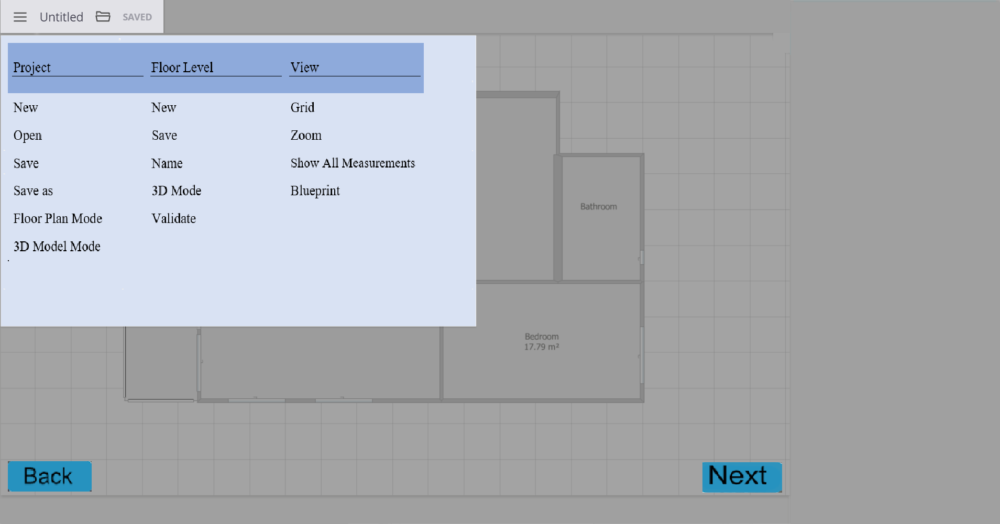 Untitled SAVED
Project Floor Level View
New New Grid
Open Save Zoom
Save Name Show All Measurements
Save as 3D Mode Blueprint
Floor Plan Mode Validate
3D Model Mode
Bathroom
Bedroom
17.79 m²
Back Next